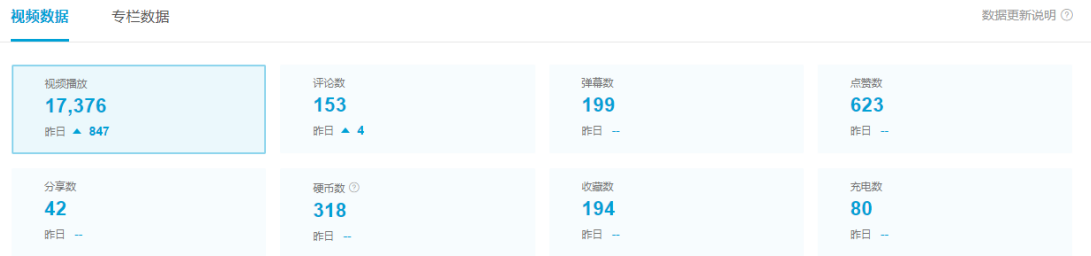 视频数据 专栏数据 数据更新说明 ?
视频播放 评论数 弹幕数 点赞数
17,376 153 199 623
昨日 ▲ 847 昨日 ▲ 4 昨日 -- 昨日 --
分享数 硬币数 ? 收藏数 充电数
42 318 194 80
昨日 -- 昨日 -- 昨日 -- 昨日 --